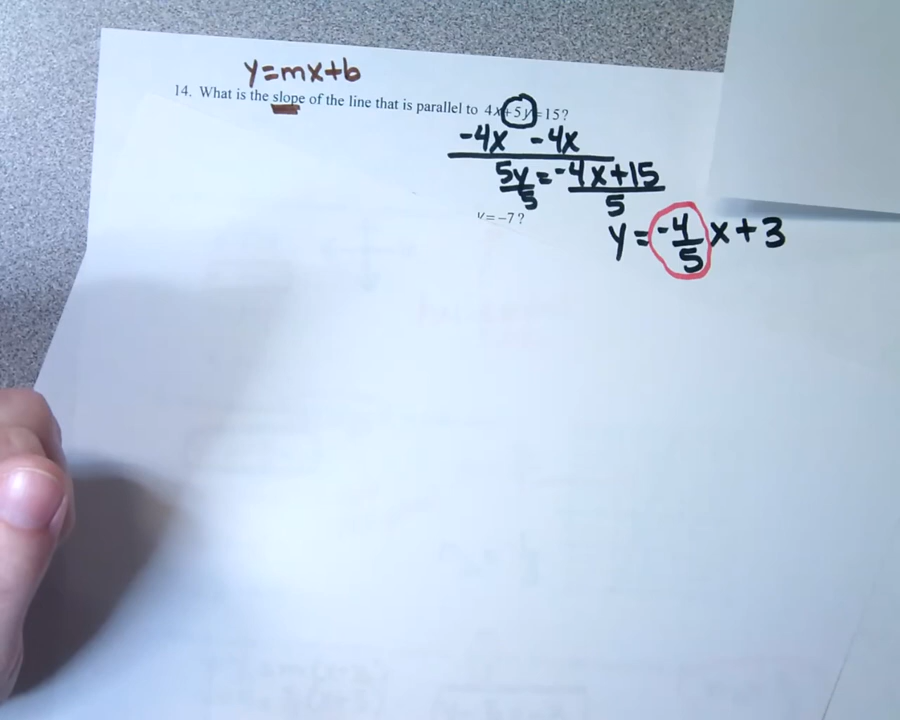 y=mx+b
14. What is the slope of the line that is parallel to 4x+5y=15?
-4x -4x
5y = -4x+15
5 5
y=-7?
y = -4/5 x + 3